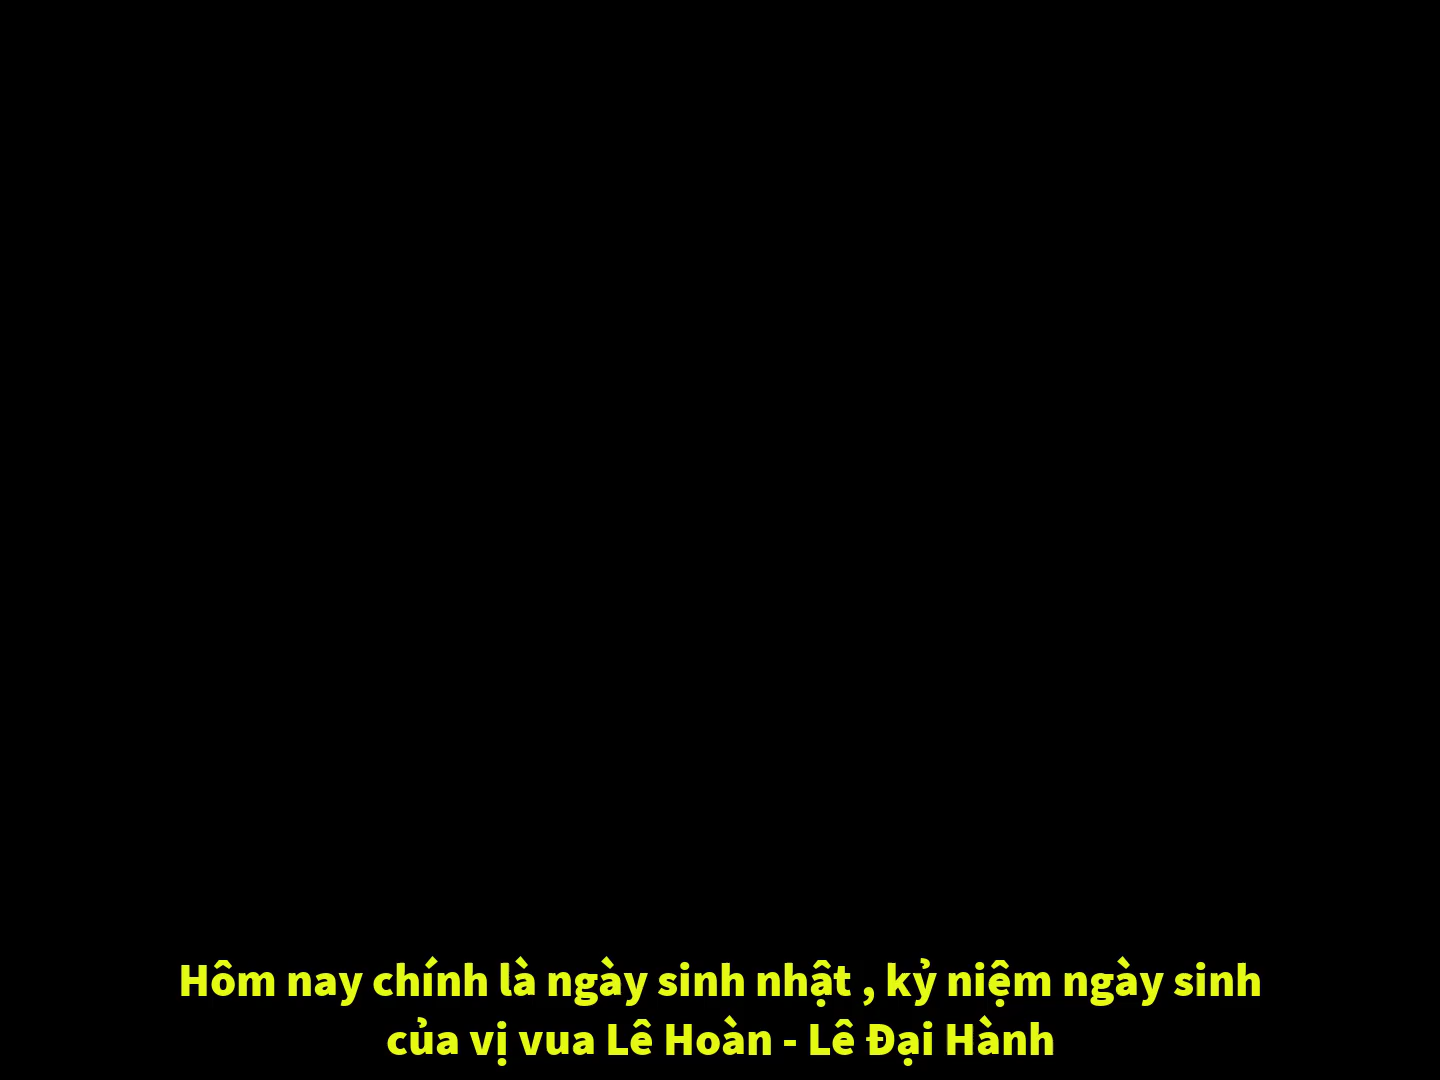 Hôm nay chính là ngày sinh nhật , kỷ niệm ngày sinh
của vị vua Lê Hoàn - Lê Đại Hành